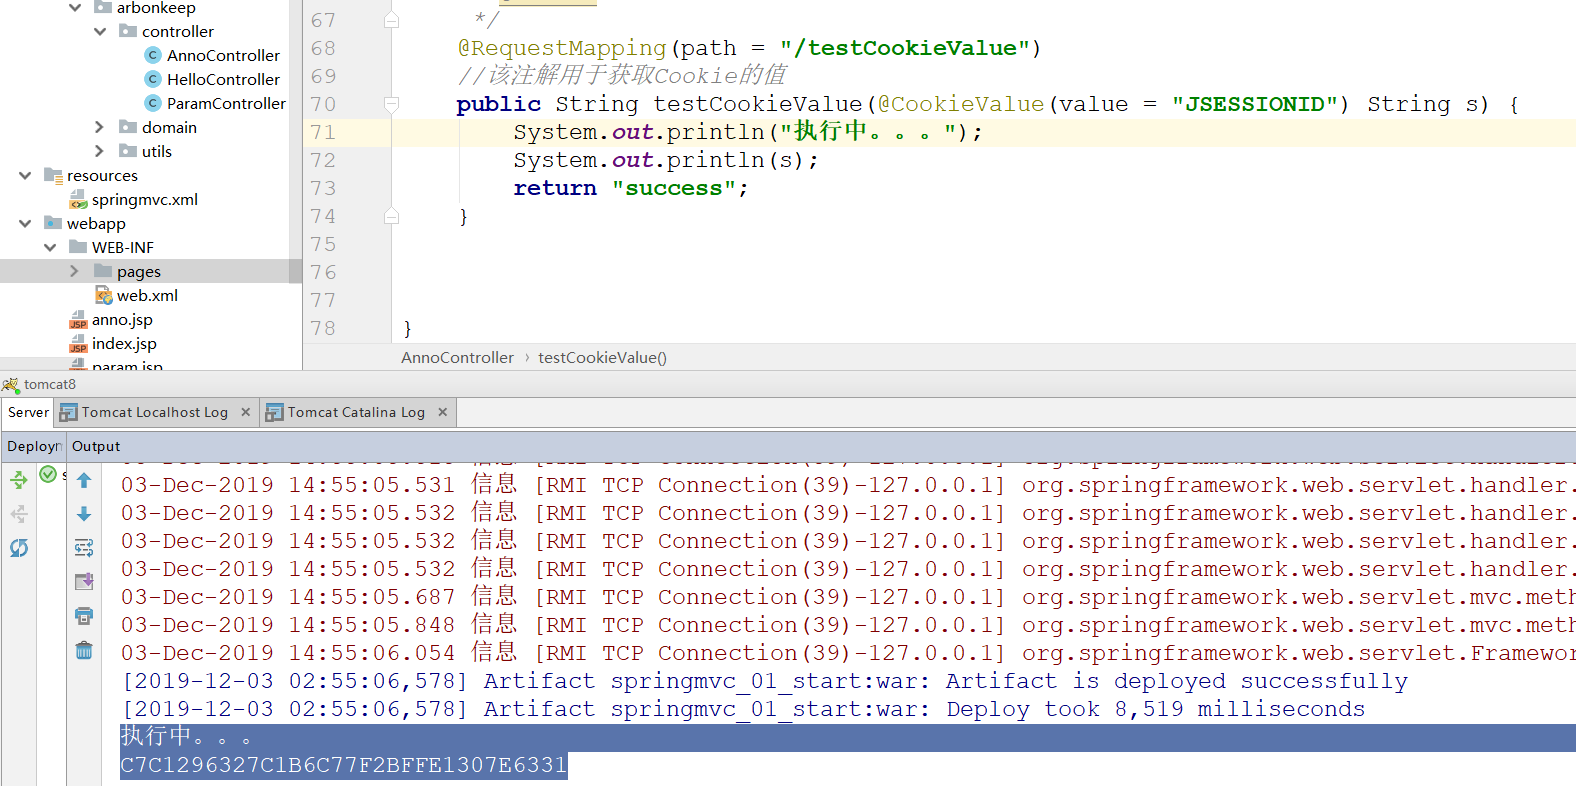 arbonkeep
controller
AnnoController
HelloController
ParamController
domain
utils
resources
springmvc.xml
webapp
WEB-INF
pages
web.xml
anno.jsp
index.jsp
param.jsp
67 */
68 @RequestMapping(path = "/testCookieValue")
69 //该注解用于获取Cookie的值
70 public String testCookieValue(@CookieValue(value = "JSESSIONID") String s) {
71 System.out.println("执行中。。。");
72 System.out.println(s);
73 return "success";
74 }
75
76
77
78 }
AnnoController › testCookieValue()
tomcat8
Server Tomcat Localhost Log × Tomcat Catalina Log ×
Deployn Output
s
03-Dec-2019 14:55:05.531 信息 [RMI TCP Connection(39)-127.0.0.1] org.springframework.web.servlet.handler.
03-Dec-2019 14:55:05.532 信息 [RMI TCP Connection(39)-127.0.0.1] org.springframework.web.servlet.handler.
03-Dec-2019 14:55:05.532 信息 [RMI TCP Connection(39)-127.0.0.1] org.springframework.web.servlet.handler.
03-Dec-2019 14:55:05.532 信息 [RMI TCP Connection(39)-127.0.0.1] org.springframework.web.servlet.handler.
03-Dec-2019 14:55:05.687 信息 [RMI TCP Connection(39)-127.0.0.1] org.springframework.web.servlet.mvc.meth
03-Dec-2019 14:55:05.848 信息 [RMI TCP Connection(39)-127.0.0.1] org.springframework.web.servlet.mvc.meth
03-Dec-2019 14:55:06.054 信息 [RMI TCP Connection(39)-127.0.0.1] org.springframework.web.servlet.Framewor
[2019-12-03 02:55:06,578] Artifact springmvc_01_start:war: Artifact is deployed successfully
[2019-12-03 02:55:06,578] Artifact springmvc_01_start:war: Deploy took 8,519 milliseconds
执行中。。。
C7C1296327C1B6C77F2BFFE1307E6331